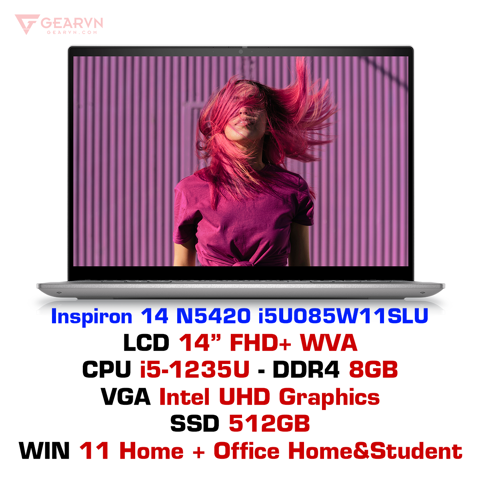 GEARVN
GEARVN.COM
Inspiron 14 N5420 i5U085W11SLU
LCD 14” FHD+ WVA
CPU i5-1235U - DDR4 8GB
VGA Intel UHD Graphics
SSD 512GB
WIN 11 Home + Office Home&Student